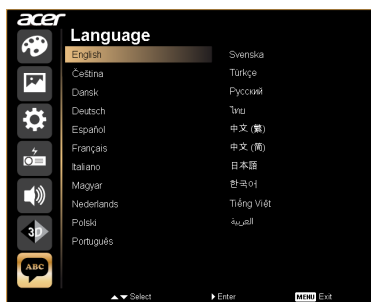 acer
Language
English
Čeština
Dansk
Deutsch
Español
Français
Italiano
Magyar
Nederlands
Polski
Português
Svenska
Türkçe
Русский
ไทย
中文 (繁)
中文 (简)
日本語
한국어
Tiếng Việt
العربية
3D
ABC
▲▼ Select
▶ Enter
MENU Exit